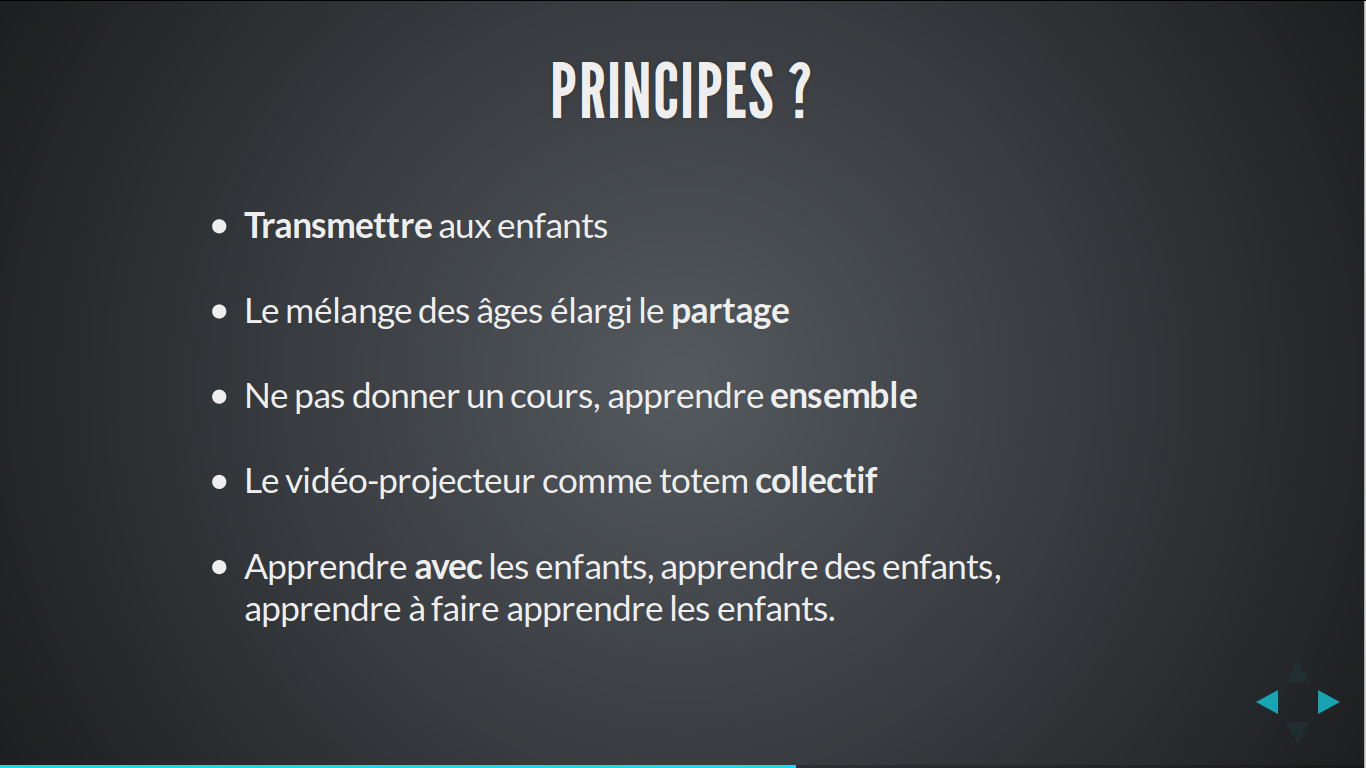 PRINCIPES ?
• Transmettre aux enfants
• Le mélange des âges élargi le partage
• Ne pas donner un cours, apprendre ensemble
• Le vidéo-projecteur comme totem collectif
• Apprendre avec les enfants, apprendre des enfants,
apprendre à faire apprendre les enfants.